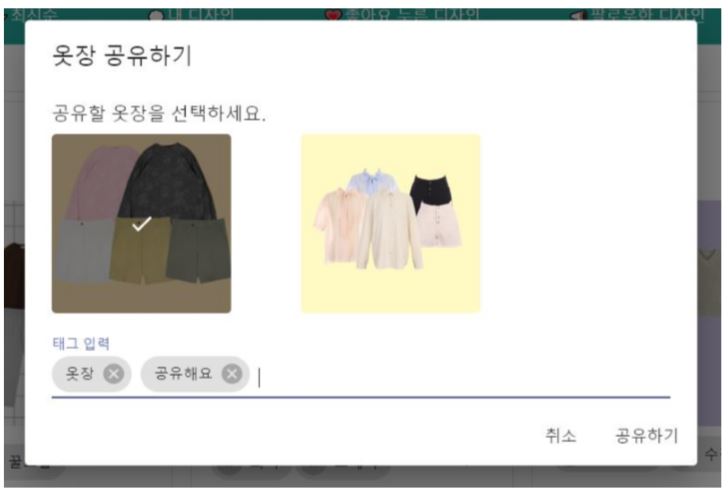 최신순 내 디자인 좋아요 누른 디자인 팔로우한 디자인
옷장 공유하기
공유할 옷장을 선택하세요.
태그 입력
옷장 공유해요
취소 공유하기